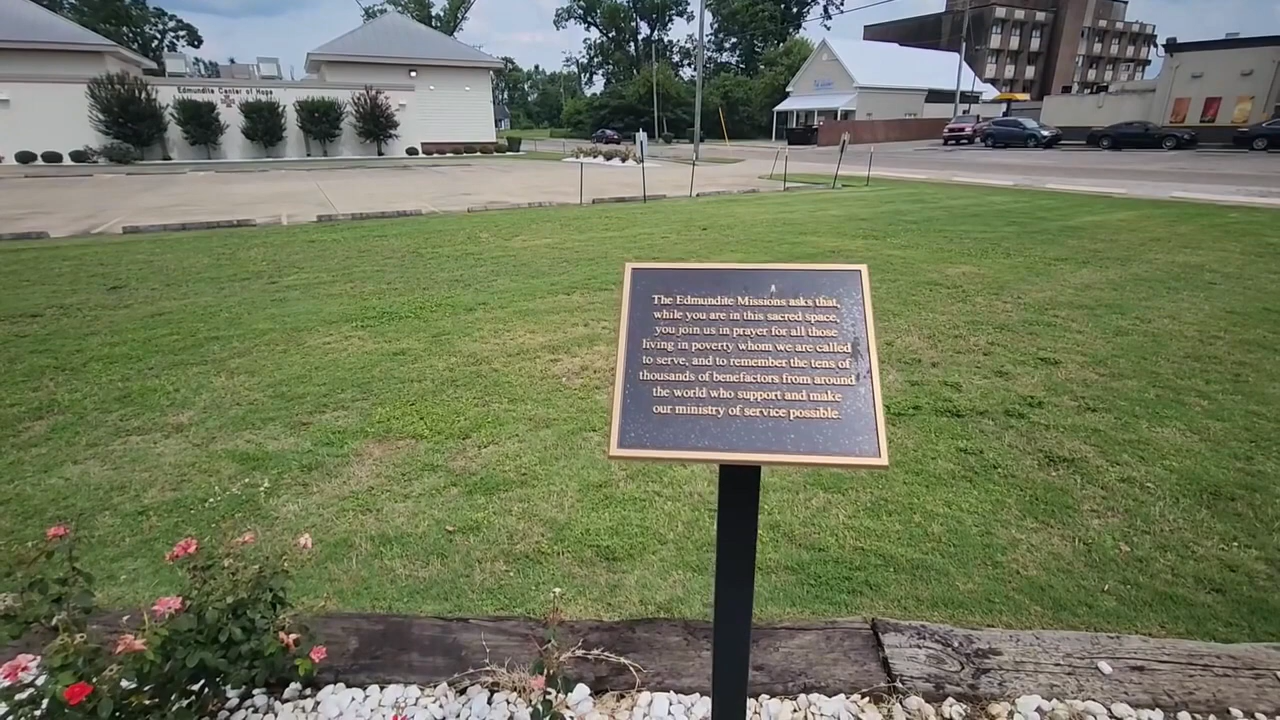 Edmundite Center of Hope
The Edmundite Missions asks that,
while you are in this sacred space,
you join us in prayer for all those
living in poverty whom we are called
to serve, and to remember the tens of
thousands of benefactors from around
the world who support and make
our ministry of service possible.